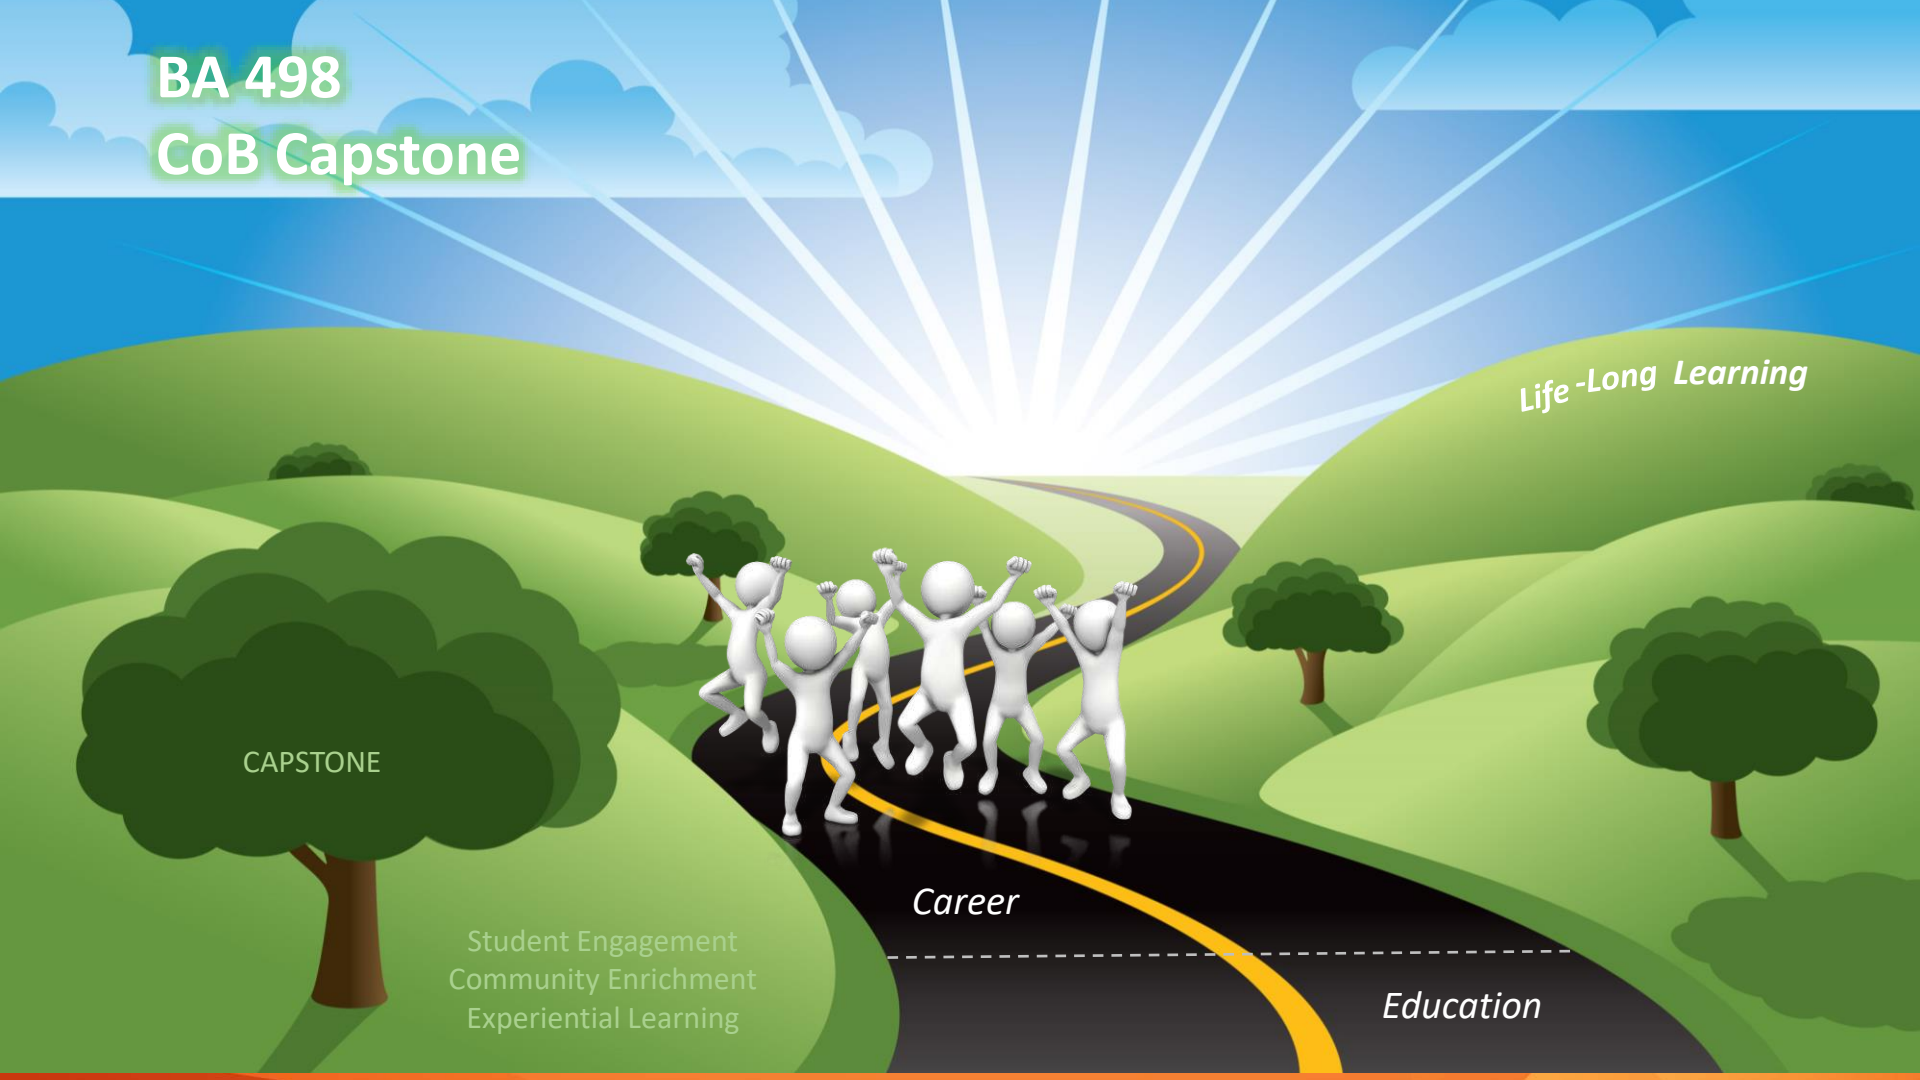 BA 498
CoB Capstone
Life -Long Learning
CAPSTONE
Career
Student Engagement
Community Enrichment
Experiential Learning
Education